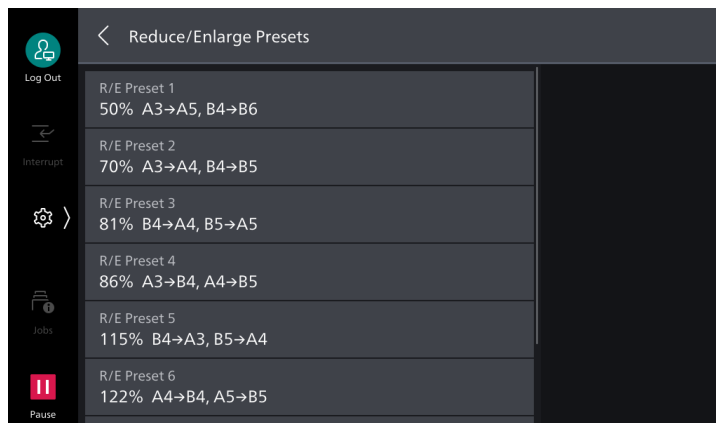 Reduce/Enlarge Presets
Log Out
Interrupt
Jobs
Pause
R/E Preset 1
50% A3→A5, B4→B6
R/E Preset 2
70% A3→A4, B4→B5
R/E Preset 3
81% B4→A4, B5→A5
R/E Preset 4
86% A3→B4, A4→B5
R/E Preset 5
115% B4→A3, B5→A4
R/E Preset 6
122% A4→B4, A5→B5